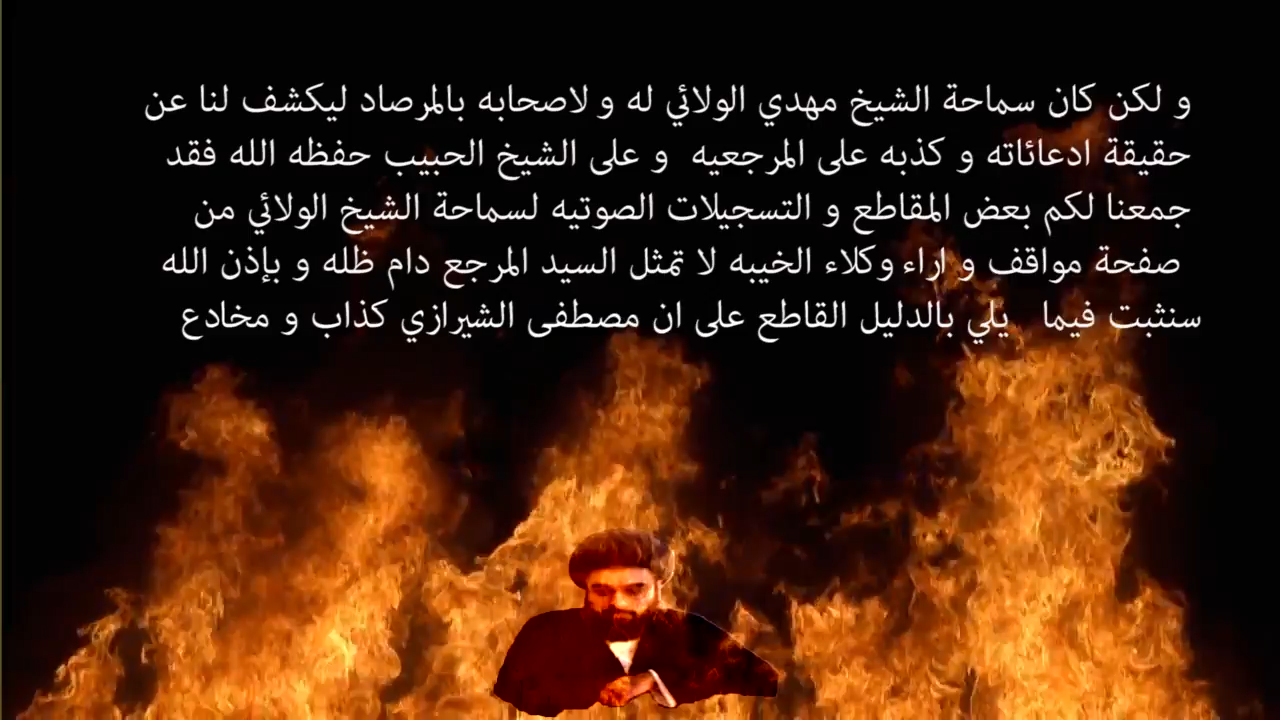 و لكن كان سماحة الشيخ مهدي الولائي له و لاصحابه بالمرصاد ليكشف لنا عن
حقيقة ادعائاته و كذبه على المرجعيه و على الشيخ الحبيب حفظه الله فقد
جمعنا لكم بعض المقاطع و التسجيلات الصوتيه لسماحة الشيخ الولائي من
صفحة مواقف و اراء وكلاء الخيبه لا تمثل السيد المرجع دام ظله و بإذن الله
سنثبت فيما يلي بالدليل القاطع على ان مصطفى الشيرازي كذاب و مخادع